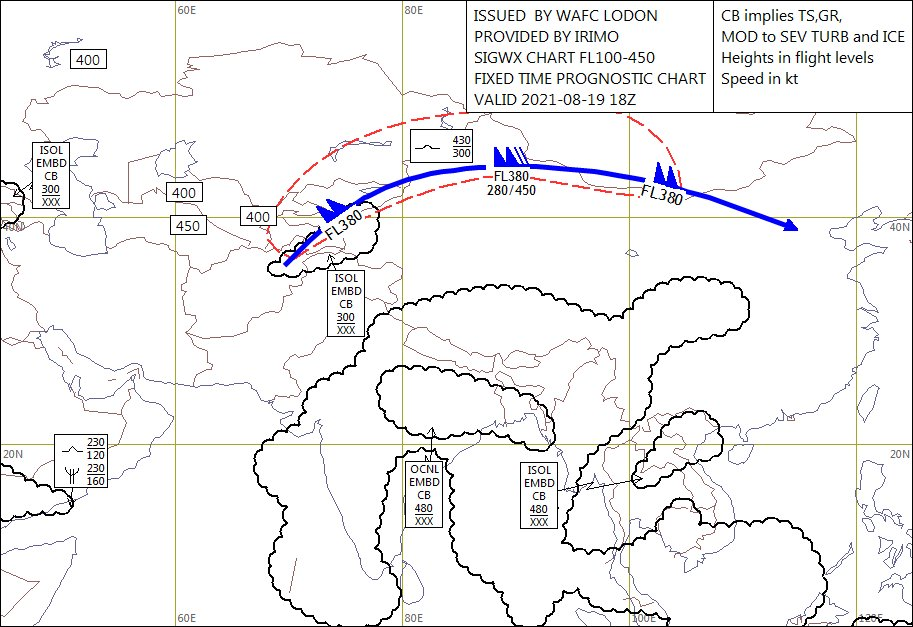 60E
80E
ISSUED BY WAFC LODON
PROVIDED BY IRIMO
SIGWX CHART FL100-450
FIXED TIME PROGNOSTIC CHART
VALID 2021-08-19 18Z
CB implies TS,GR,
MOD to SEV TURB and ICE
Heights in flight levels
Speed in kt
400
430
300
ISOL
EMBD
CB
300
XXX
400
FL380
280/450
FL380
400
450
FL380
40N
40N
ISOL
EMBD
CB
300
XXX
230
120
230
160
20N
20N
OCNL
EMBD
CB
480
XXX
ISOL
EMBD
CB
480
XXX
60E
80E
100E
120E